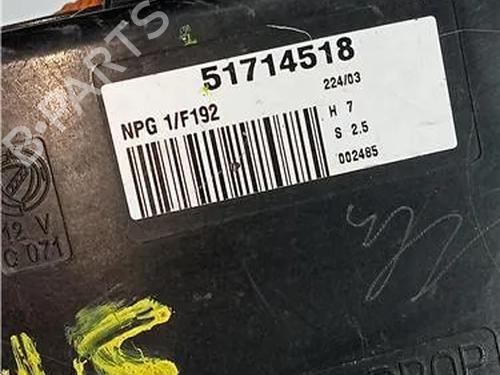 51714518
224/03
NPG 1/F192
H 7
S 2.5
002485
B-PARTS
12 V
071